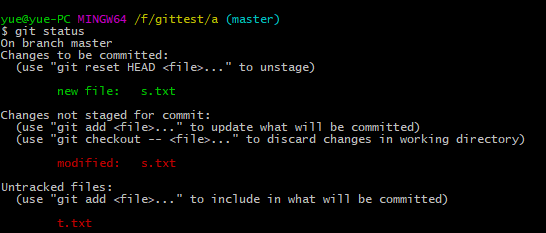 yue@yue-PC MINGW64 /f/gittest/a (master)
$ git status
On branch master
Changes to be committed:
  (use "git reset HEAD <file>..." to unstage)

        new file:   s.txt

Changes not staged for commit:
  (use "git add <file>..." to update what will be committed)
  (use "git checkout -- <file>..." to discard changes in working directory)

        modified:   s.txt

Untracked files:
  (use "git add <file>..." to include in what will be committed)

        t.txt